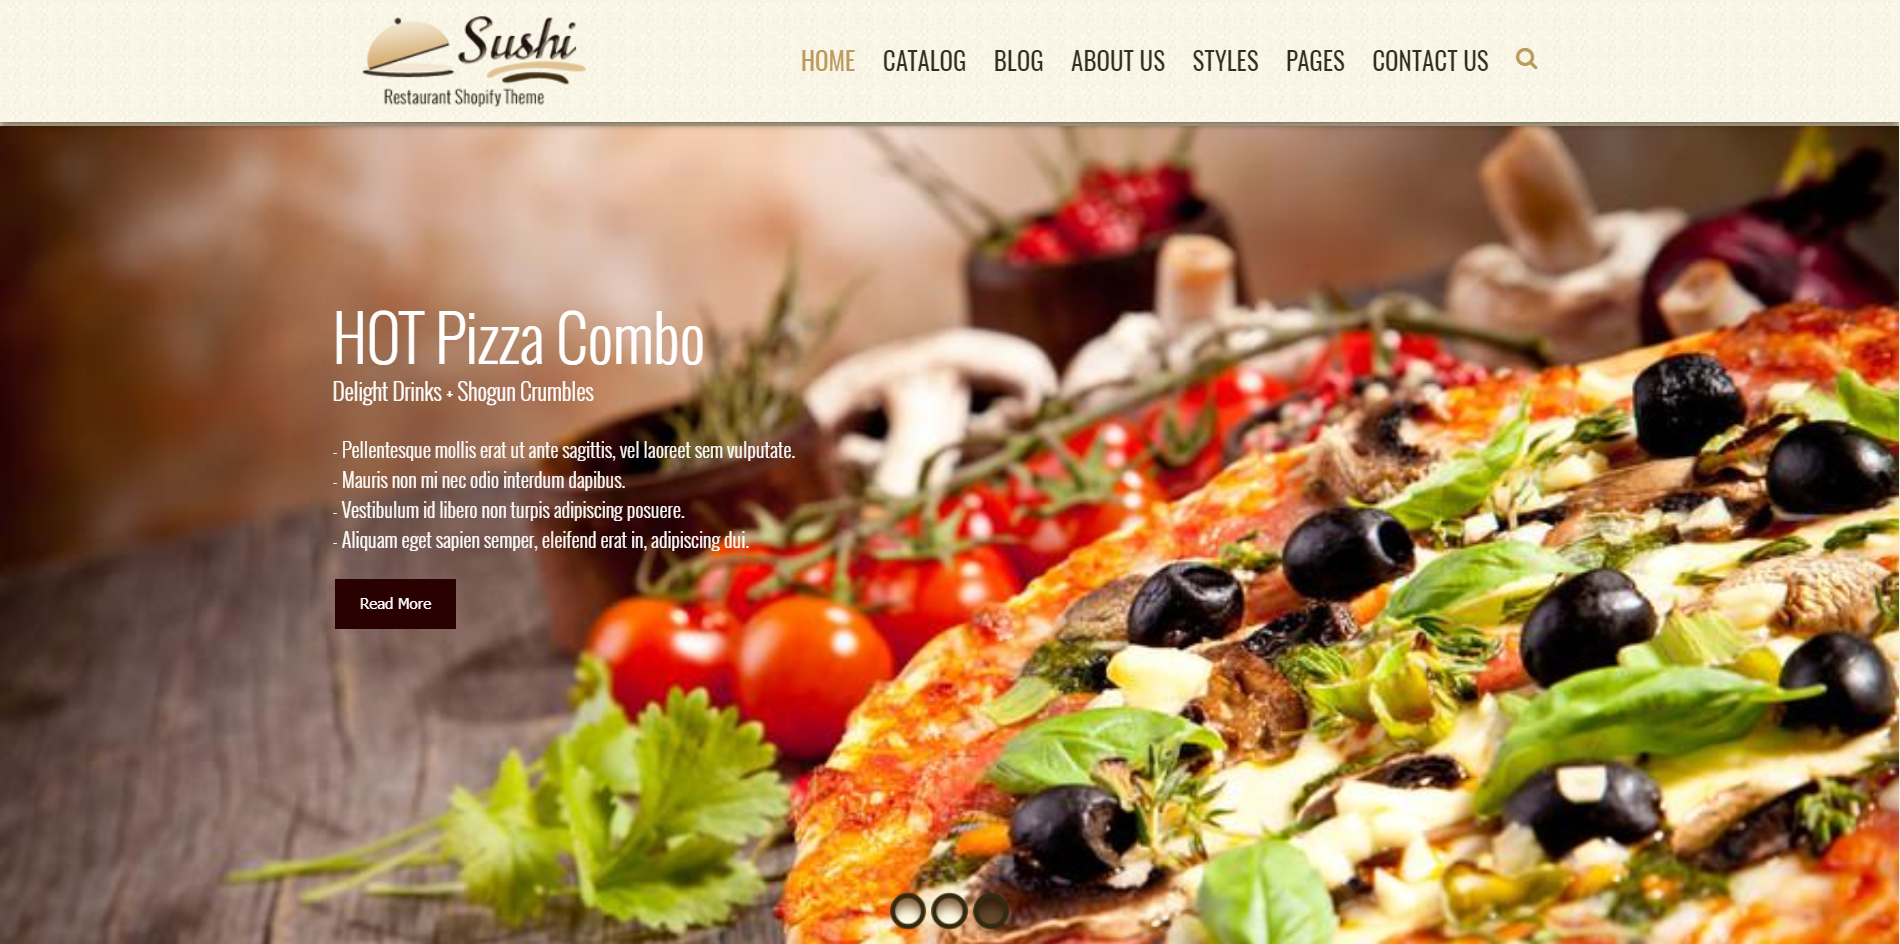 Sushi
Restaurant Shopify Theme
HOME CATALOG BLOG ABOUT US STYLES PAGES CONTACT US
HOT Pizza Combo
Delight Drinks + Shogun Crumbles
- Pellentesque mollis erat ut ante sagittis, vel laoreet sem vulputate.
- Mauris non mi nec odio interdum dapibus.
- Vestibulum id libero non turpis adipiscing posuere.
- Aliquam eget sapien semper, eleifend erat in, adipiscing dui.
Read More